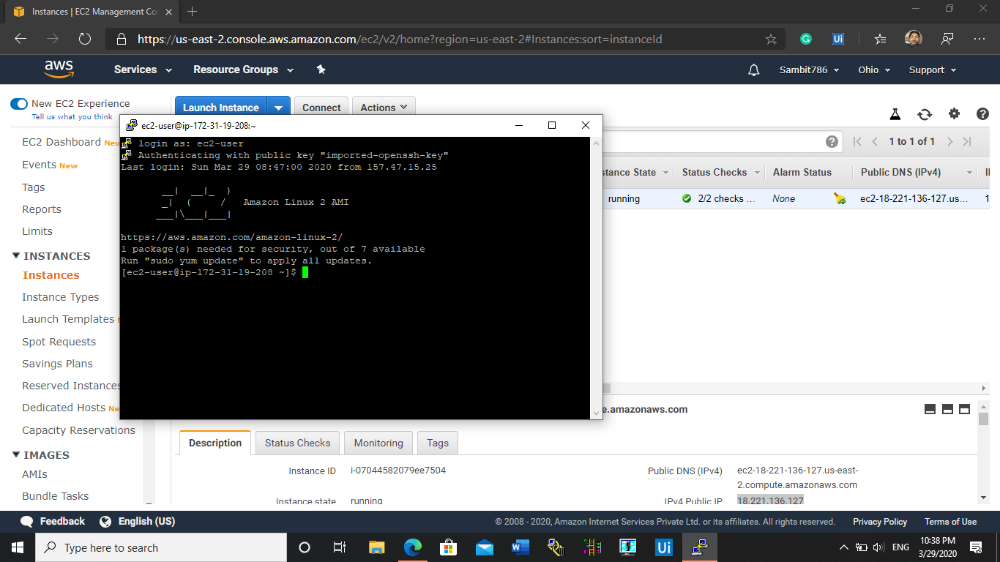 Instances | EC2 Management Co
https://us-east-2.console.aws.amazon.com/ec2/v2/home?region=us-east-2#Instances:sort=instanceId
aws
Services
Resource Groups
Sambit786
Ohio
Support
New EC2 Experience
Tell us what you think
Launch Instance
Connect
Actions
EC2 Dashboard New
Events New
Tags
Reports
Limits
INSTANCES
Instances
Instance Types
Launch Templates
Spot Requests
Savings Plans
Reserved Instances
Dedicated Hosts Ne
Capacity Reservations
IMAGES
AMIs
Bundle Tasks
ec2-user@ip-172-31-19-208:~
login as: ec2-user
Authenticating with public key "imported-openssh-key"
Last login: Sun Mar 29 08:47:00 2020 from 157.47.15.25
__| __|_ )
_| ( / Amazon Linux 2 AMI
___|\___|___|
https://aws.amazon.com/amazon-linux-2/
1 package(s) needed for security, out of 7 available
Run "sudo yum update" to apply all updates.
[ec2-user@ip-172-31-19-208 ~]$
1 to 1 of 1
stance State
Status Checks
Alarm Status
Public DNS (IPv4)
running
2/2 checks ...
None
ec2-18-221-136-127.us...
e.amazonaws.com
Description
Status Checks
Monitoring
Tags
Instance ID
i-07044582079ee7504
Public DNS (IPv4)
ec2-18-221-136-127.us-east-
2.compute.amazonaws.com
Instance state
running
IPv4 Public IP
18.221.136.127
Feedback
English (US)
© 2008 - 2020, Amazon Internet Services Private Ltd. or its affiliates. All rights reserved.
Privacy Policy
Terms of Use
Type here to search
Ui
ENG
10:38 PM
3/29/2020